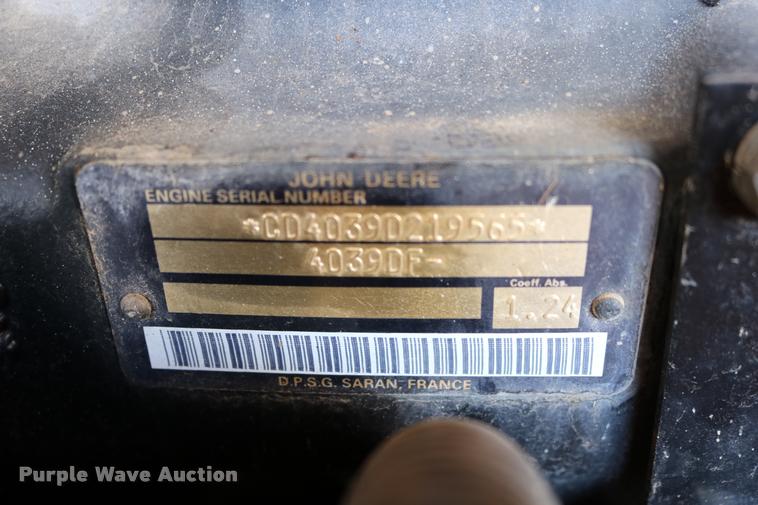 JOHN DEERE
ENGINE SERIAL NUMBER
*CD4039D219565*
4039DF-
Coeff. Abs.
1.24
D.P.S.G. SARAN, FRANCE
Purple Wave Auction